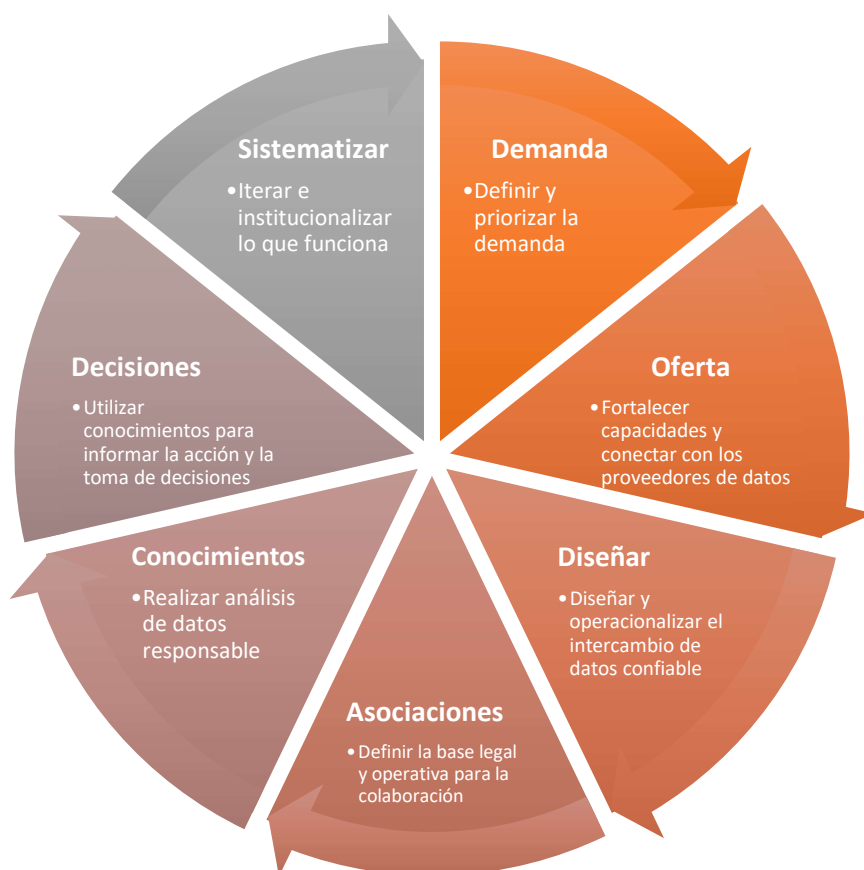 Demanda
•Definir y
priorizar la
demanda
Oferta
•Fortalecer
capacidades y
conectar con los
proveedores de datos
Diseñar
•Diseñar y
operacionalizar el
intercambio de
datos confiable
Asociaciones
•Definir la base legal
y operativa para la
colaboración
Conocimientos
•Realizar análisis
de datos
responsable
Decisiones
•Utilizar
conocimientos para
informar la acción y la
toma de decisiones
Sistematizar
•Iterar e
institucionalizar
lo que funciona